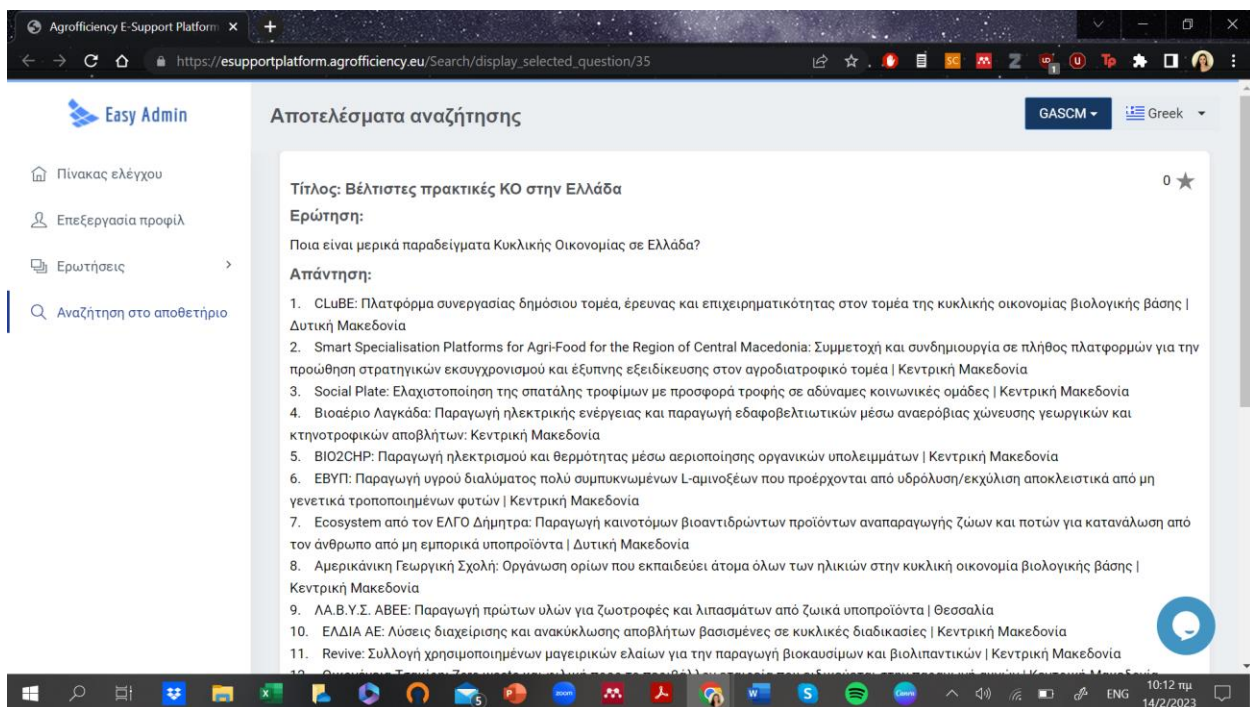 Agrofficiency E-Support Platform
https://esupportplatform.agrofficiency.eu/Search/display_selected_question/35
Easy Admin
Αποτελέσματα αναζήτησης
GASCM
Greek
Πίνακας ελέγχου
Επεξεργασία προφίλ
Ερωτήσεις
Αναζήτηση στο αποθετήριο
0
Τίτλος: Βέλτιστες πρακτικές ΚΟ στην Ελλάδα
Ερώτηση:
Ποια είναι μερικά παραδείγματα Κυκλικής Οικονομίας σε Ελλάδα?
Απάντηση:
1. CLuBE: Πλατφόρμα συνεργασίας δημόσιου τομέα, έρευνας και επιχειρηματικότητας στον τομέα της κυκλικής οικονομίας βιολογικής βάσης |
Δυτική Μακεδονία
2. Smart Specialisation Platforms for Agri-Food for the Region of Central Macedonia: Συμμετοχή και συνδημιουργία σε πλήθος πλατφορμών για την
προώθηση στρατηγικών εκσυγχρονισμού και έξυπνης εξειδίκευσης στον αγροδιατροφικό τομέα | Κεντρική Μακεδονία
3. Social Plate: Ελαχιστοποίηση της σπατάλης τροφίμων με προσφορά τροφής σε αδύναμες κοινωνικές ομάδες | Κεντρική Μακεδονία
4. Βιοαέριο Λαγκάδα: Παραγωγή ηλεκτρικής ενέργειας και παραγωγή εδαφοβελτιωτικών μέσω αναερόβιας χώνευσης γεωργικών και
κτηνοτροφικών αποβλήτων: Κεντρική Μακεδονία
5. BIO2CHP: Παραγωγή ηλεκτρισμού και θερμότητας μέσω αεριοποίησης οργανικών υπολειμμάτων | Κεντρική Μακεδονία
6. ΕΒΥΠ: Παραγωγή υγρού διαλύματος πολύ συμπυκνωμένων L-αμινοξέων που προέρχονται από υδρόλυση/εκχύλιση αποκλειστικά από μη
γενετικά τροποποιημένων φυτών | Κεντρική Μακεδονία
7. Ecosystem από τον ΕΛΓΟ Δήμητρα: Παραγωγή καινοτόμων βιοαντιδρώντων προϊόντων αναπαραγωγής ζώων και ποτών για κατανάλωση από
τον άνθρωπο από μη εμπορικά υποπροϊόντα | Δυτική Μακεδονία
8. Αμερικάνικη Γεωργική Σχολή: Οργάνωση ορίων που εκπαιδεύει άτομα όλων των ηλικιών στην κυκλική οικονομία βιολογικής βάσης |
Κεντρική Μακεδονία
9. ΛΑ.Β.Υ.Σ. ΑΒΕΕ: Παραγωγή πρώτων υλών για ζωοτροφές και λιπασμάτων από ζωικά υποπροϊόντα | Θεσσαλία
10. ΕΛΔΙΑ ΑΕ: Λύσεις διαχείρισης και ανακύκλωσης αποβλήτων βασισμένες σε κυκλικές διαδικασίες | Κεντρική Μακεδονία
11. Revive: Συλλογή χρησιμοποιημένων μαγειρικών ελαίων για την παραγωγή βιοκαυσίμων και βιολιπαντικών | Κεντρική Μακεδονία
ENG
10:12 πμ
14/2/2023